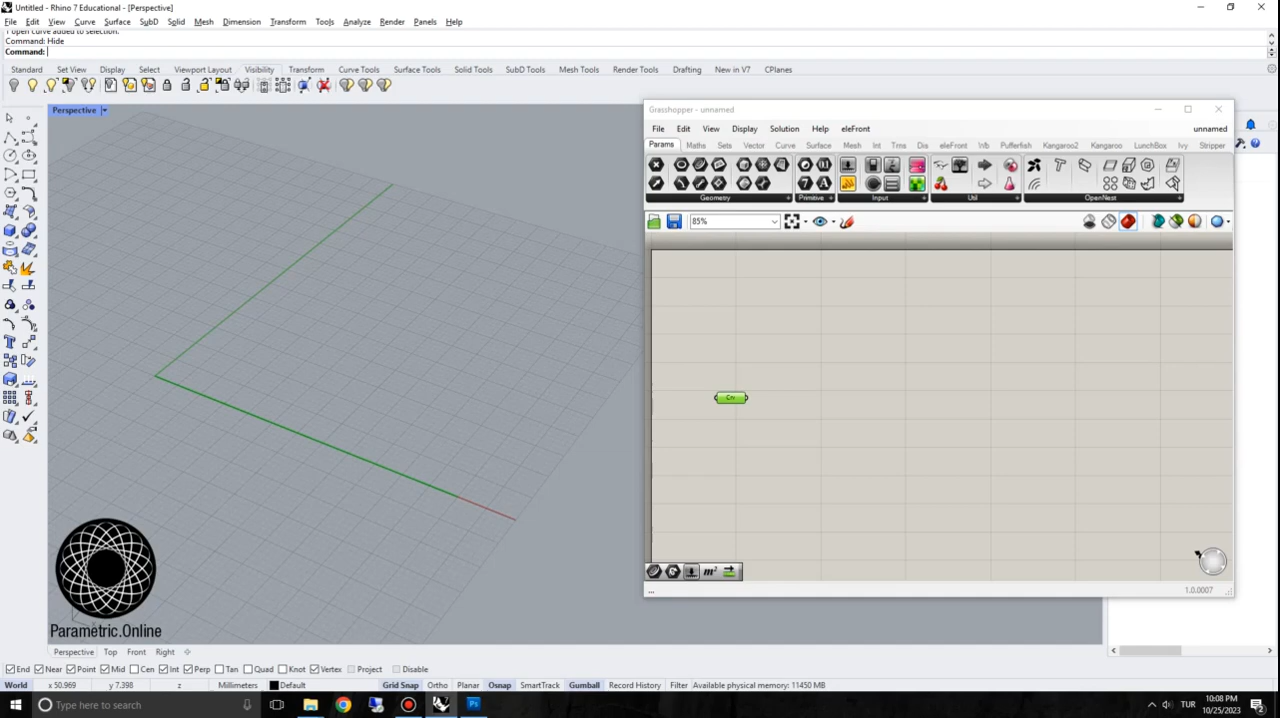 Untitled - Rhino 7 Educational - [Perspective]
File Edit View Curve Surface SubD Solid Mesh Dimension Transform Tools Analyze Render Panels Help
1 open curve added to selection.
Command: Hide
Command:
Standard Set View Display Select Viewport Layout Visibility Transform Curve Tools Surface Tools Solid Tools SubD Tools Mesh Tools Render Tools Drafting New in V7 CPlanes
Perspective
Grasshopper - unnamed
File Edit View Display Solution Help eleFront unnamed
Params Maths Sets Vector Curve Surface Mesh Int Trns Dis eleFront Wb Pufferfish Kangaroo2 Kangaroo LunchBox Ivy Stripper
Geometry Primitive Input Util OpenNest
85%
Crv
m²
... 1.0.0007
Parametric.Online
Perspective Top Front Right
End Near Point Mid Cen Int Perp Tan Quad Knot Vertex Project Disable
World x 50.969 y 7.398 z Millimeters Default Grid Snap Ortho Planar Osnap SmartTrack Gumball Record History Filter Available physical memory: 11450 MB
Type here to search
TUR
10:08 PM
10/25/2023
2